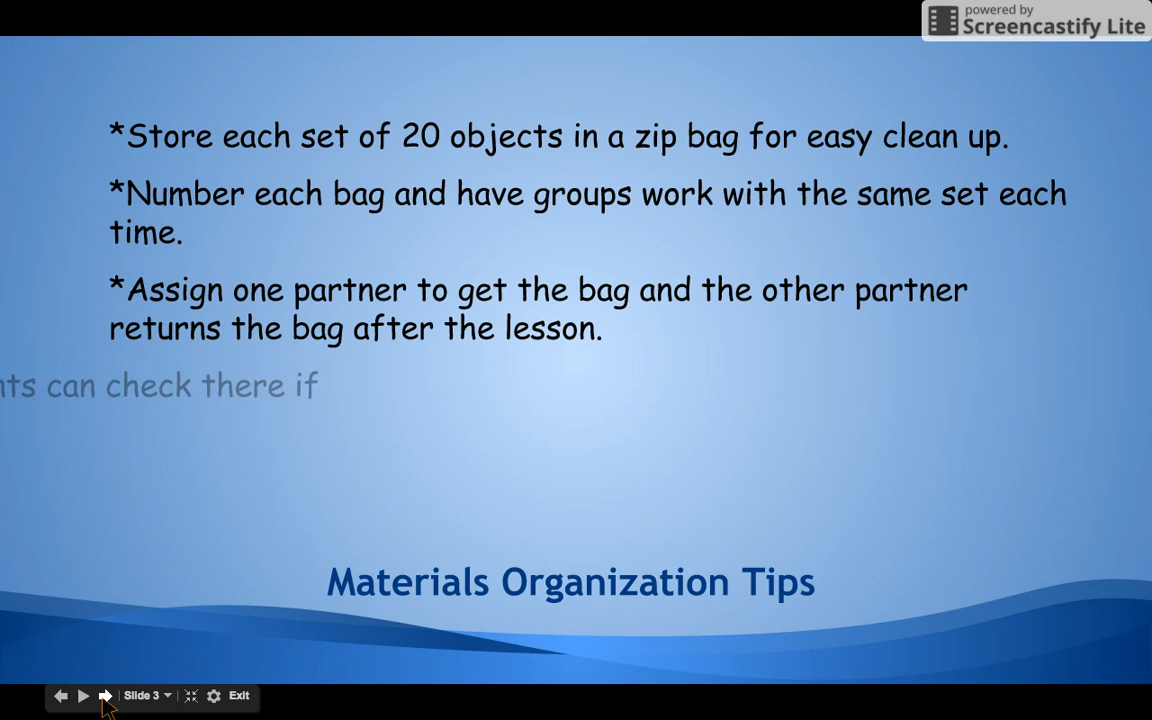 powered by
Screencastify Lite
*Store each set of 20 objects in a zip bag for easy clean up.
*Number each bag and have groups work with the same set each
time.
*Assign one partner to get the bag and the other partner
returns the bag after the lesson.
can check there if
Materials Organization Tips
Slide 3
Exit